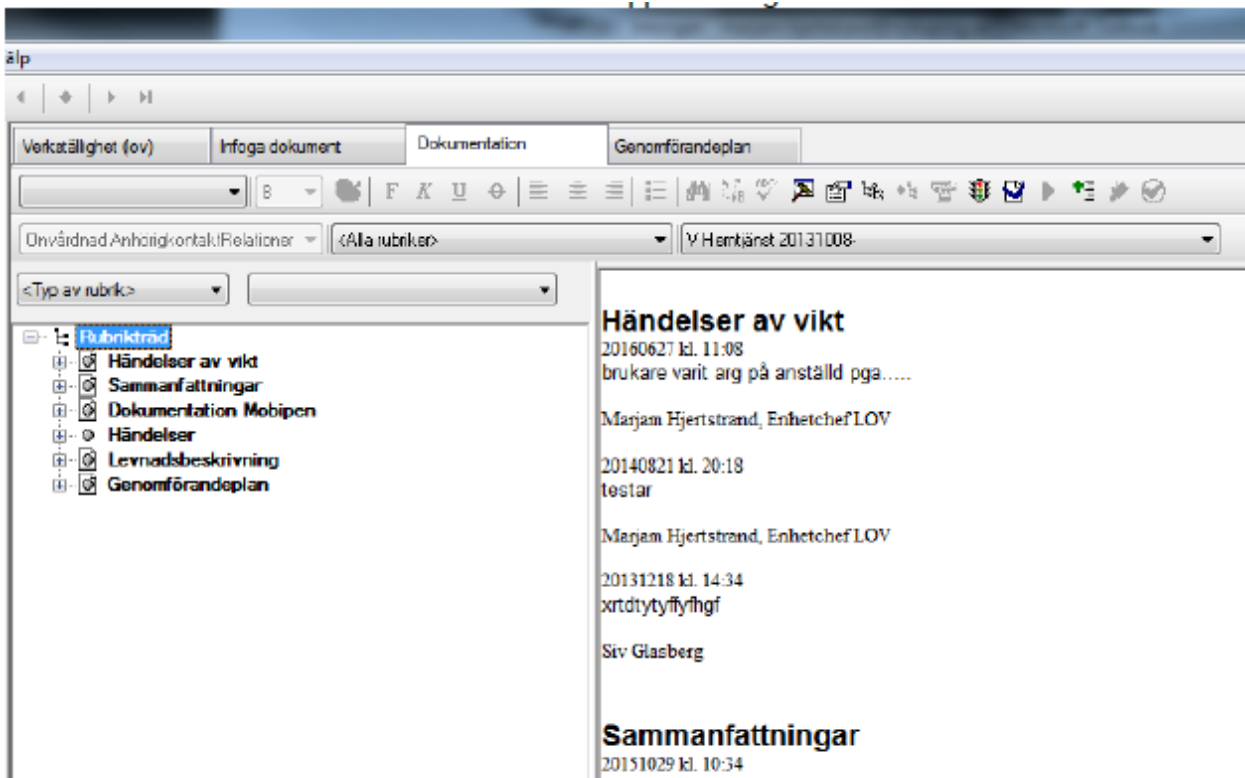 älp
Verkställighet (lov) Infoga dokument Dokumentation Genomförandeplan
8 F K U
Omvårdnad AnhörigkontaktRelationer <Alla rubriker> V Hemtjänst 20131008-
<Typ av rubrik>
Rubrikträd
Händelser av vikt
Sammanfattningar
Dokumentation Mobipen
Händelser
Levnadsbeskrivning
Genomförandeplan
Händelser av vikt
20160627 kl. 11:08
brukare varit arg på anställd pga.....
Marjam Hjertstrand, Enhetchef LOV
20140821 kl. 20:18
testar
Marjam Hjertstrand, Enhetchef LOV
20131218 kl. 14:34
xrtdtytyffyfhgf
Siv Glasberg
Sammanfattningar
20151029 kl. 10:34